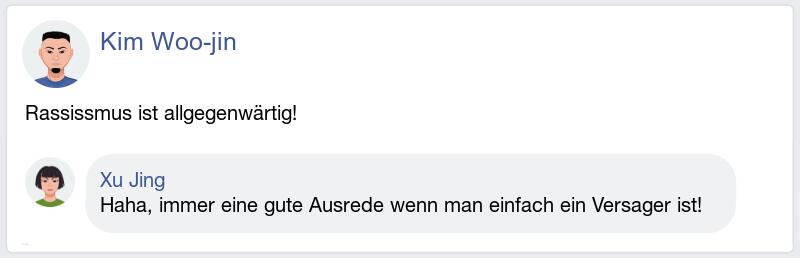 Kim Woo-jin
Rassissmus ist allgegenwärtig!
Xu Jing
Haha, immer eine gute Ausrede wenn man einfach ein Versager ist!